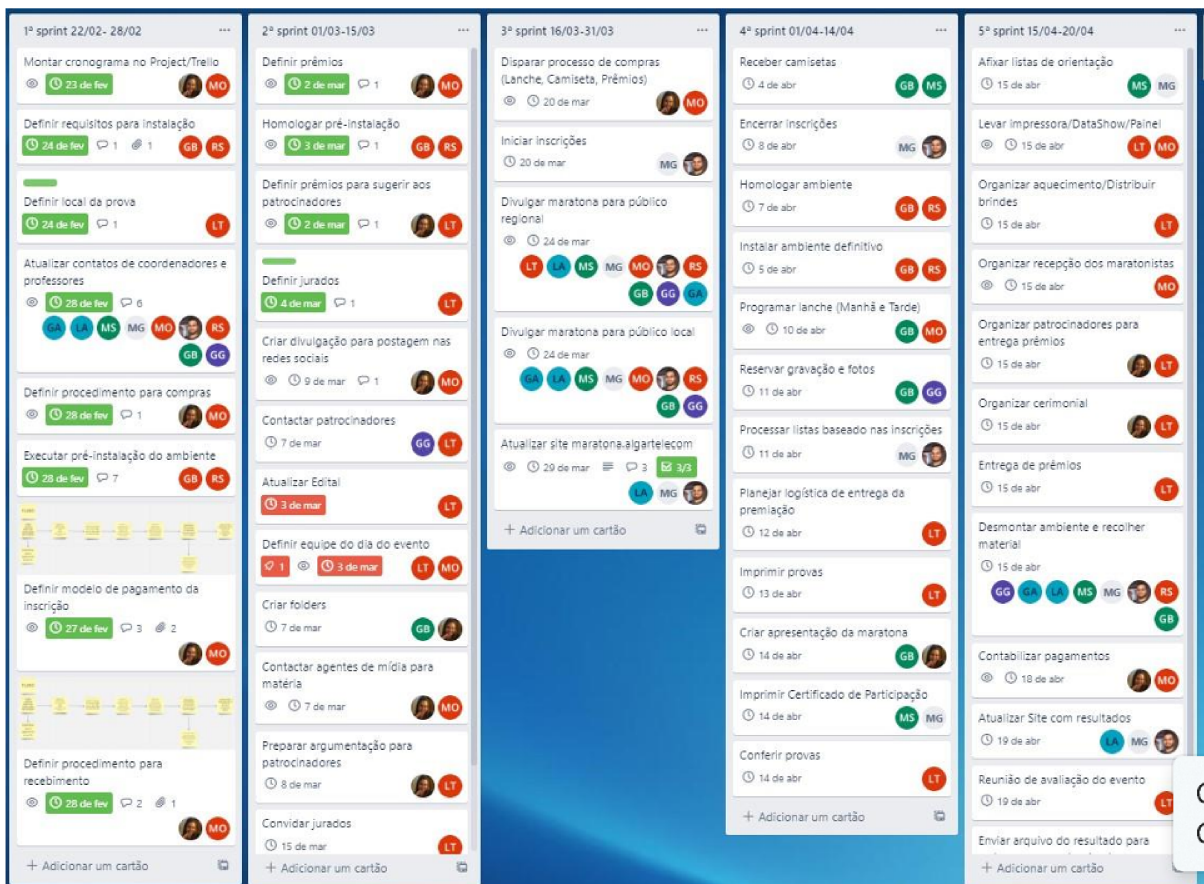 1ª sprint 22/02- 28/02
Montar cronograma no Project/Trello
23 de fev
MO
Definir requisitos para instalação
24 de fev 1 1
GB RS
Definir local da prova
24 de fev 1
LT
Atualizar contatos de coordenadores e
professores
28 de fev 6
GA LA MS MG MO RS
GB GG
Definir procedimento para compras
28 de fev 1
MO
Executar pré-instalação do ambiente
28 de fev 7
GB RS
Definir modelo de pagamento da
inscrição
27 de fev 3 2
MO
Definir procedimento para
recebimento
28 de fev 2 1
MO
+ Adicionar um cartão
2ª sprint 01/03-15/03
Definir prêmios
2 de mar 1
MO
Homologar pré-instalação
3 de mar 1
GB RS
Definir prêmios para sugerir aos
patrocinadores
2 de mar 1
LT
Definir jurados
4 de mar 1
LT
Criar divulgação para postagem nas
redes sociais
9 de mar 1
MO
Contactar patrocinadores
7 de mar
GG LT
Atualizar Edital
3 de mar
LT
Definir equipe do dia do evento
1 3 de mar
LT MO
Criar folders
7 de mar
GB
Contactar agentes de mídia para
matéria
7 de mar
MO
Preparar argumentação para
patrocinadores
8 de mar
LT
Convidar jurados
15 de mar
LT
+ Adicionar um cartão
3ª sprint 16/03-31/03
Disparar processo de compras
(Lanche, Camiseta, Prêmios)
20 de mar
MO
Iniciar inscrições
20 de mar
MG
Divulgar maratona para público
regional
24 de mar
LT LA MS MG MO RS
GB GG GA
Divulgar maratona para público local
24 de mar
GA LA MS MG MO RS
GB GG
Atualizar site maratona.algartelecom
29 de mar 3 3/3
LA MG
+ Adicionar um cartão
4ª sprint 01/04-14/04
Receber camisetas
4 de abr
GB MS
Encerrar inscrições
8 de abr
MG
Homologar ambiente
7 de abr
GB RS
Instalar ambiente definitivo
5 de abr
GB RS
Programar lanche (Manhã e Tarde)
10 de abr
GB MO
Reservar gravação e fotos
11 de abr
GB GG
Processar listas baseado nas inscrições
11 de abr
MG
Planejar logística de entrega da
premiação
12 de abr
LT
Imprimir provas
13 de abr
LT
Criar apresentação da maratona
14 de abr
GB
Imprimir Certificado de Participação
14 de abr
MS MG
Conferir provas
14 de abr
LT
+ Adicionar um cartão
5ª sprint 15/04-20/04
Afixar listas de orientação
15 de abr
MS MG
Levar Impressora/DataShow/Painel
15 de abr
LT MO
Organizar aquecimento/Distribuir
brindes
15 de abr
LT
Organizar recepção dos maratonistas
15 de abr
MO
Organizar patrocinadores para
entrega prêmios
15 de abr
LT
Organizar cerimonial
15 de abr
LT
Entrega de prêmios
15 de abr
LT
Desmontar ambiente e recolher
material
15 de abr
GG GA LA MS MG RS
GB
Contabilizar pagamentos
18 de abr
MO
Atualizar Site com resultados
19 de abr
LA MG
Reunião de avaliação do evento
19 de abr
LT
Enviar arquivo do resultado para
+ Adicionar um cartão